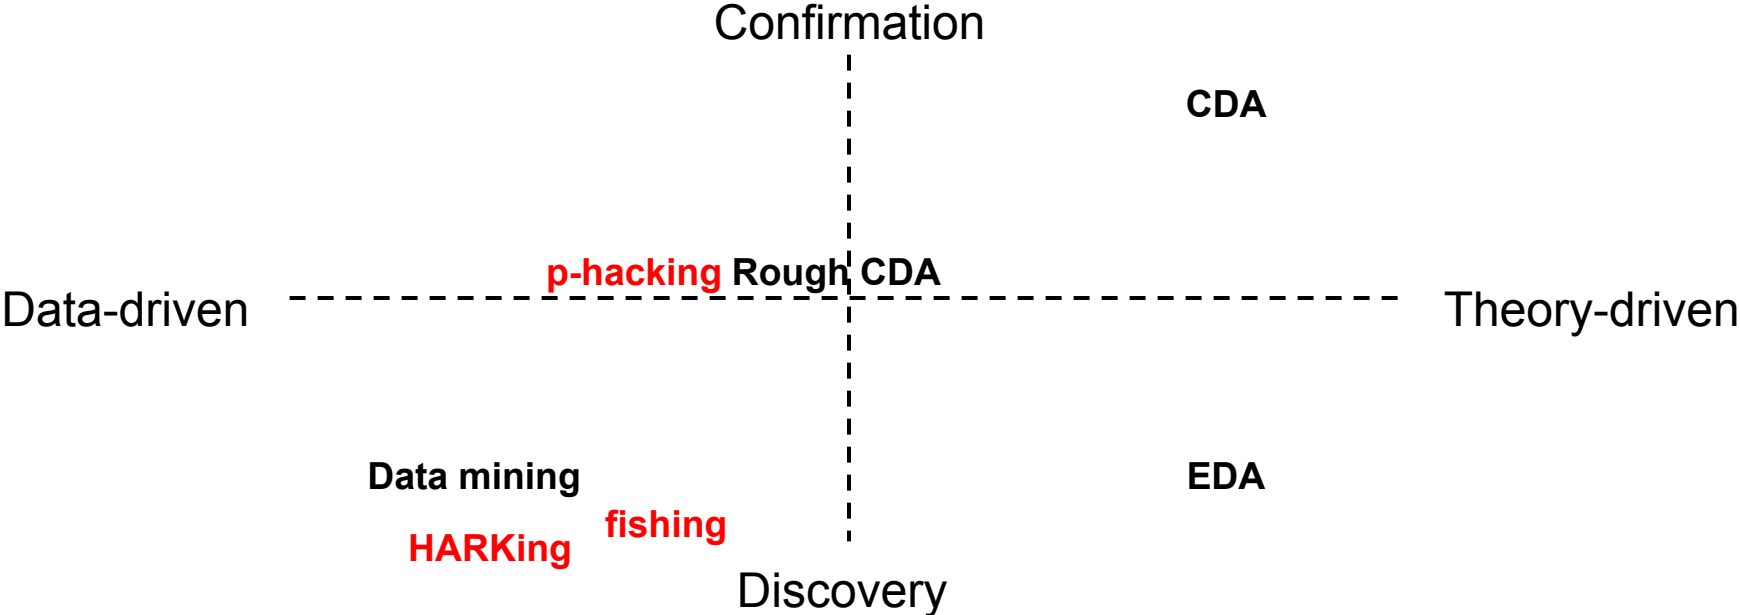 Confirmation
CDA
p-hacking Rough CDA
Data-driven
Theory-driven
Data mining
EDA
fishing
HARKing
Discovery